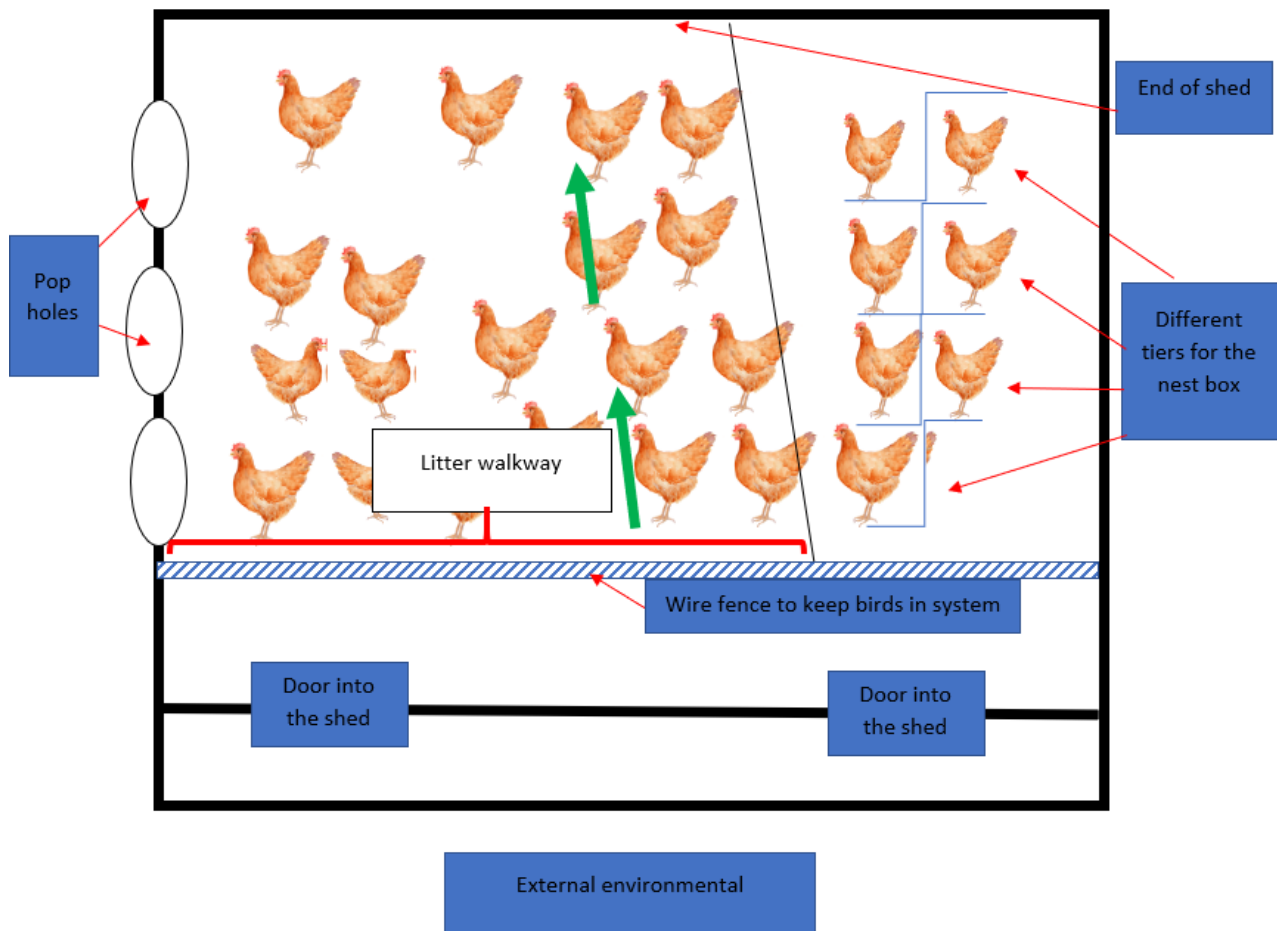 End of shed
Pop
holes
Different
tiers for the
nest box
Litter walkway
Wire fence to keep birds in system
Door into
the shed
Door into
the shed
External environmental